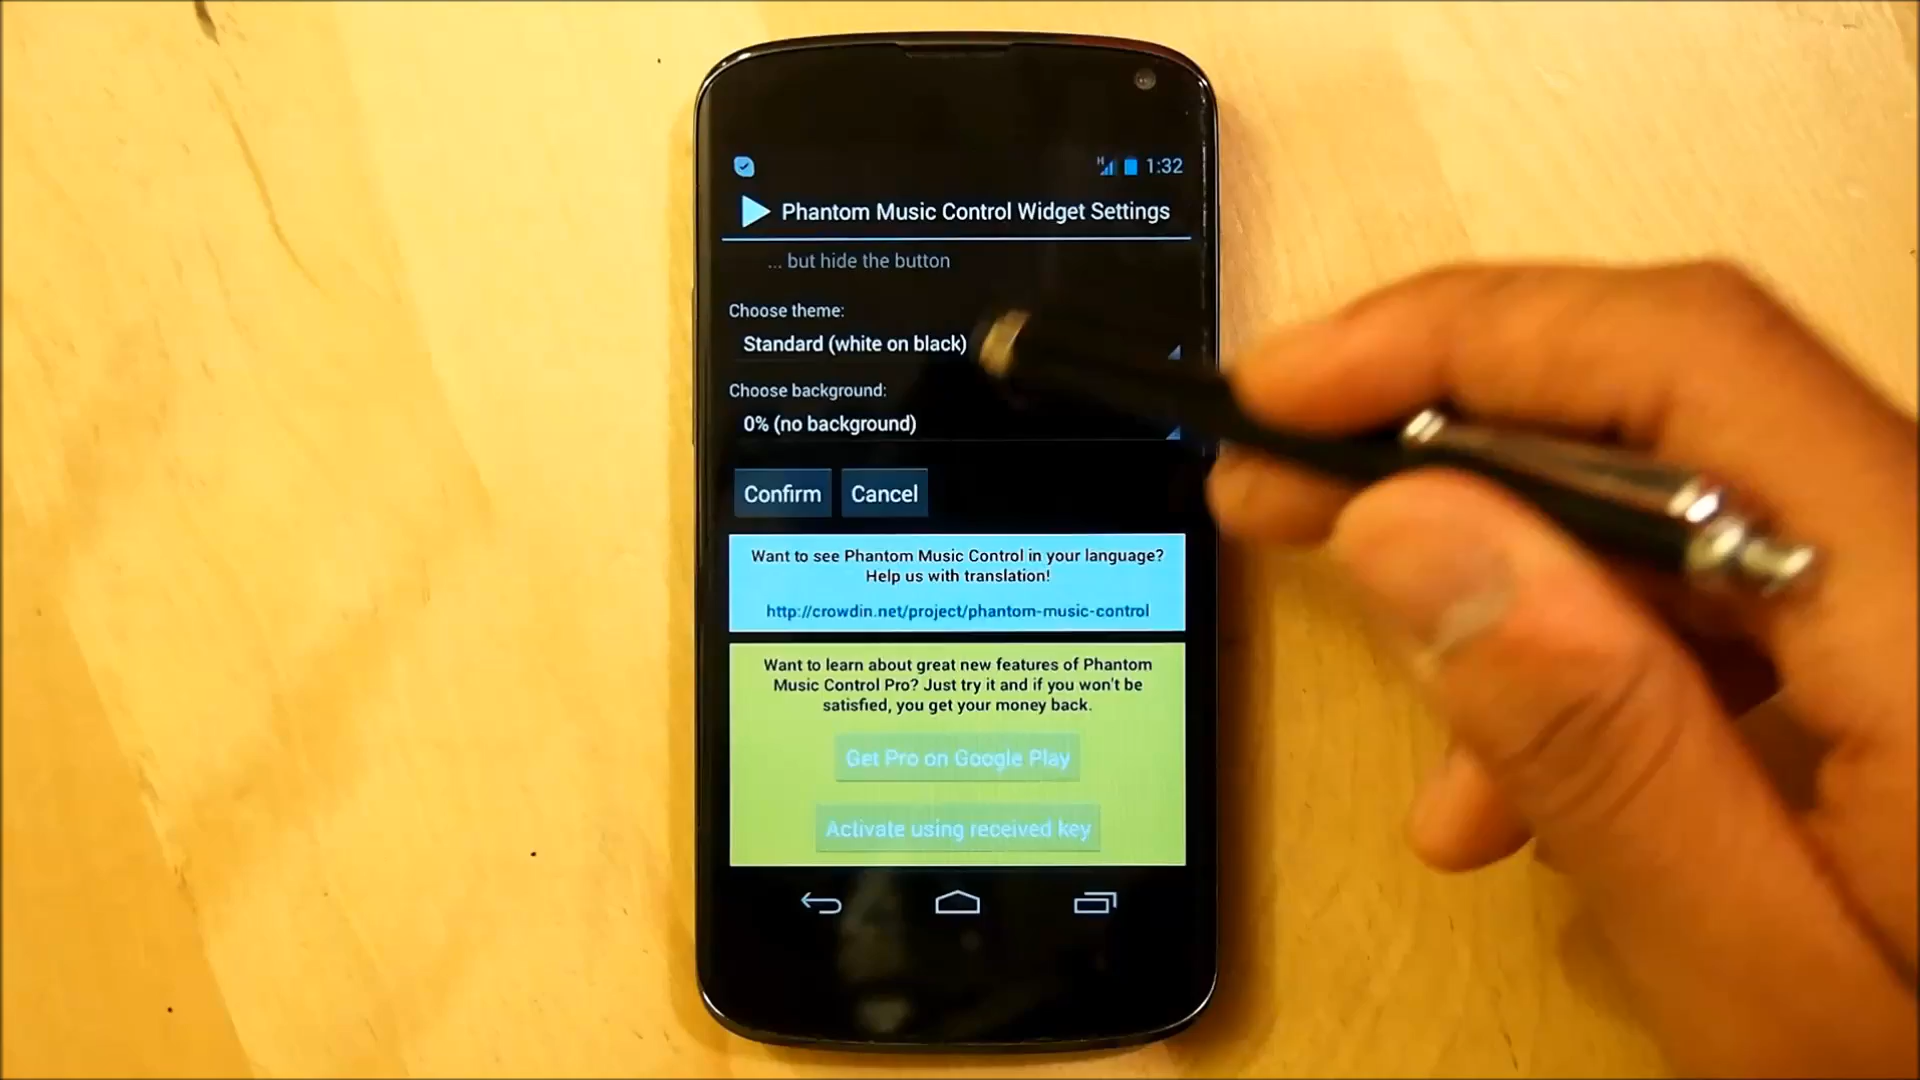 H 1:32
Phantom Music Control Widget Settings
... but hide the button
Choose theme:
Standard (white on black)
Choose background:
0% (no background)
Confirm Cancel
Want to see Phantom Music Control in your language?
Help us with translation!
http://crowdin.net/project/phantom-music-control
Want to learn about great new features of Phantom
Music Control Pro? Just try it and if you won't be
satisfied, you get your money back.
Get Pro on Google Play
Activate using received key